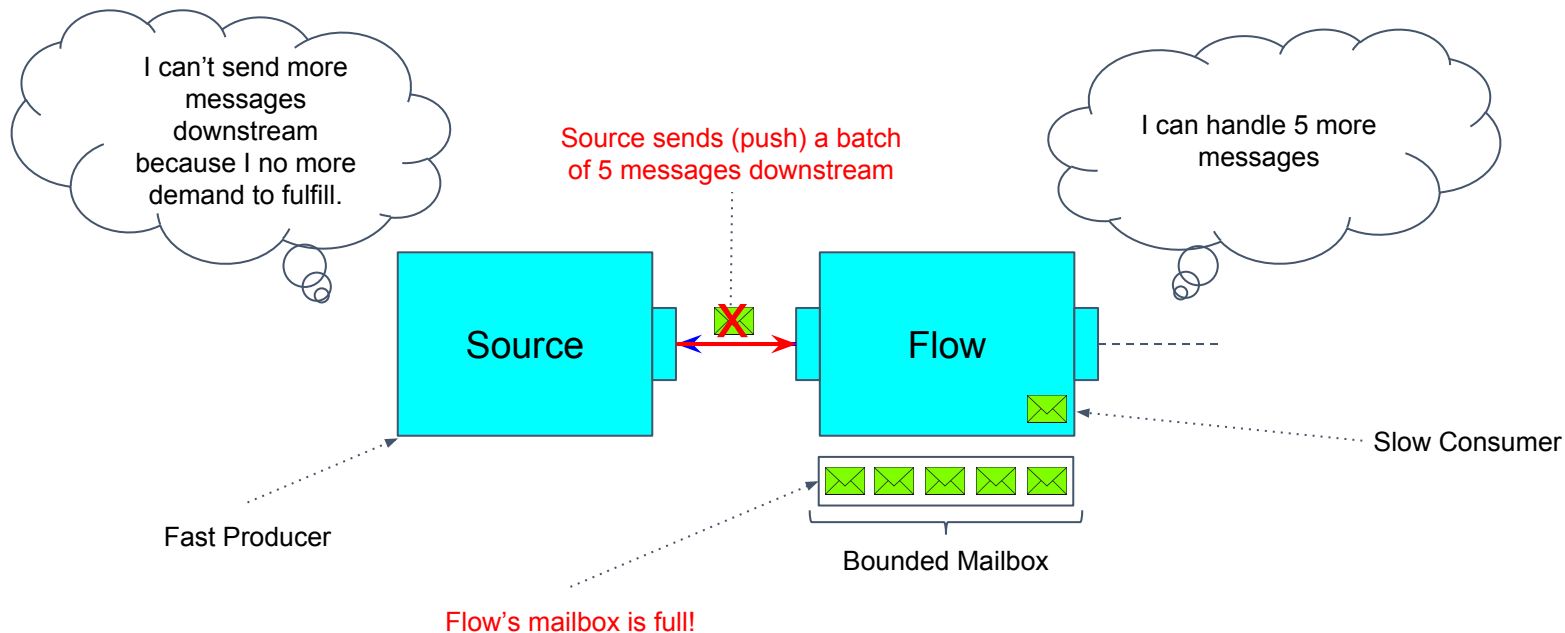 I can't send more
messages
downstream
because I no more
demand to fulfill.
Source sends (push) a batch
of 5 messages downstream
I can handle 5 more
messages
X
Source
Flow
Slow Consumer
Fast Producer
Bounded Mailbox
Flow's mailbox is full!